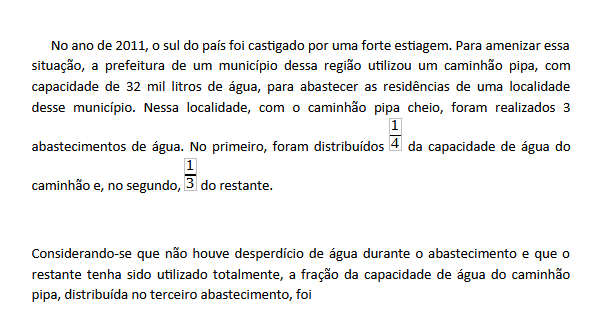 No ano de 2011, o sul do país foi castigado por uma forte estiagem. Para amenizar essa
situação, a prefeitura de um município dessa região utilizou um caminhão pipa, com
capacidade de 32 mil litros de água, para abastecer as residências de uma localidade
desse município. Nessa localidade, com o caminhão pipa cheio, foram realizados 3
abastecimentos de água. No primeiro, foram distribuídos 1/4 da capacidade de água do
caminhão e, no segundo, 1/3 do restante.
Considerando-se que não houve desperdício de água durante o abastecimento e que o
restante tenha sido utilizado totalmente, a fração da capacidade de água do caminhão
pipa, distribuída no terceiro abastecimento, foi